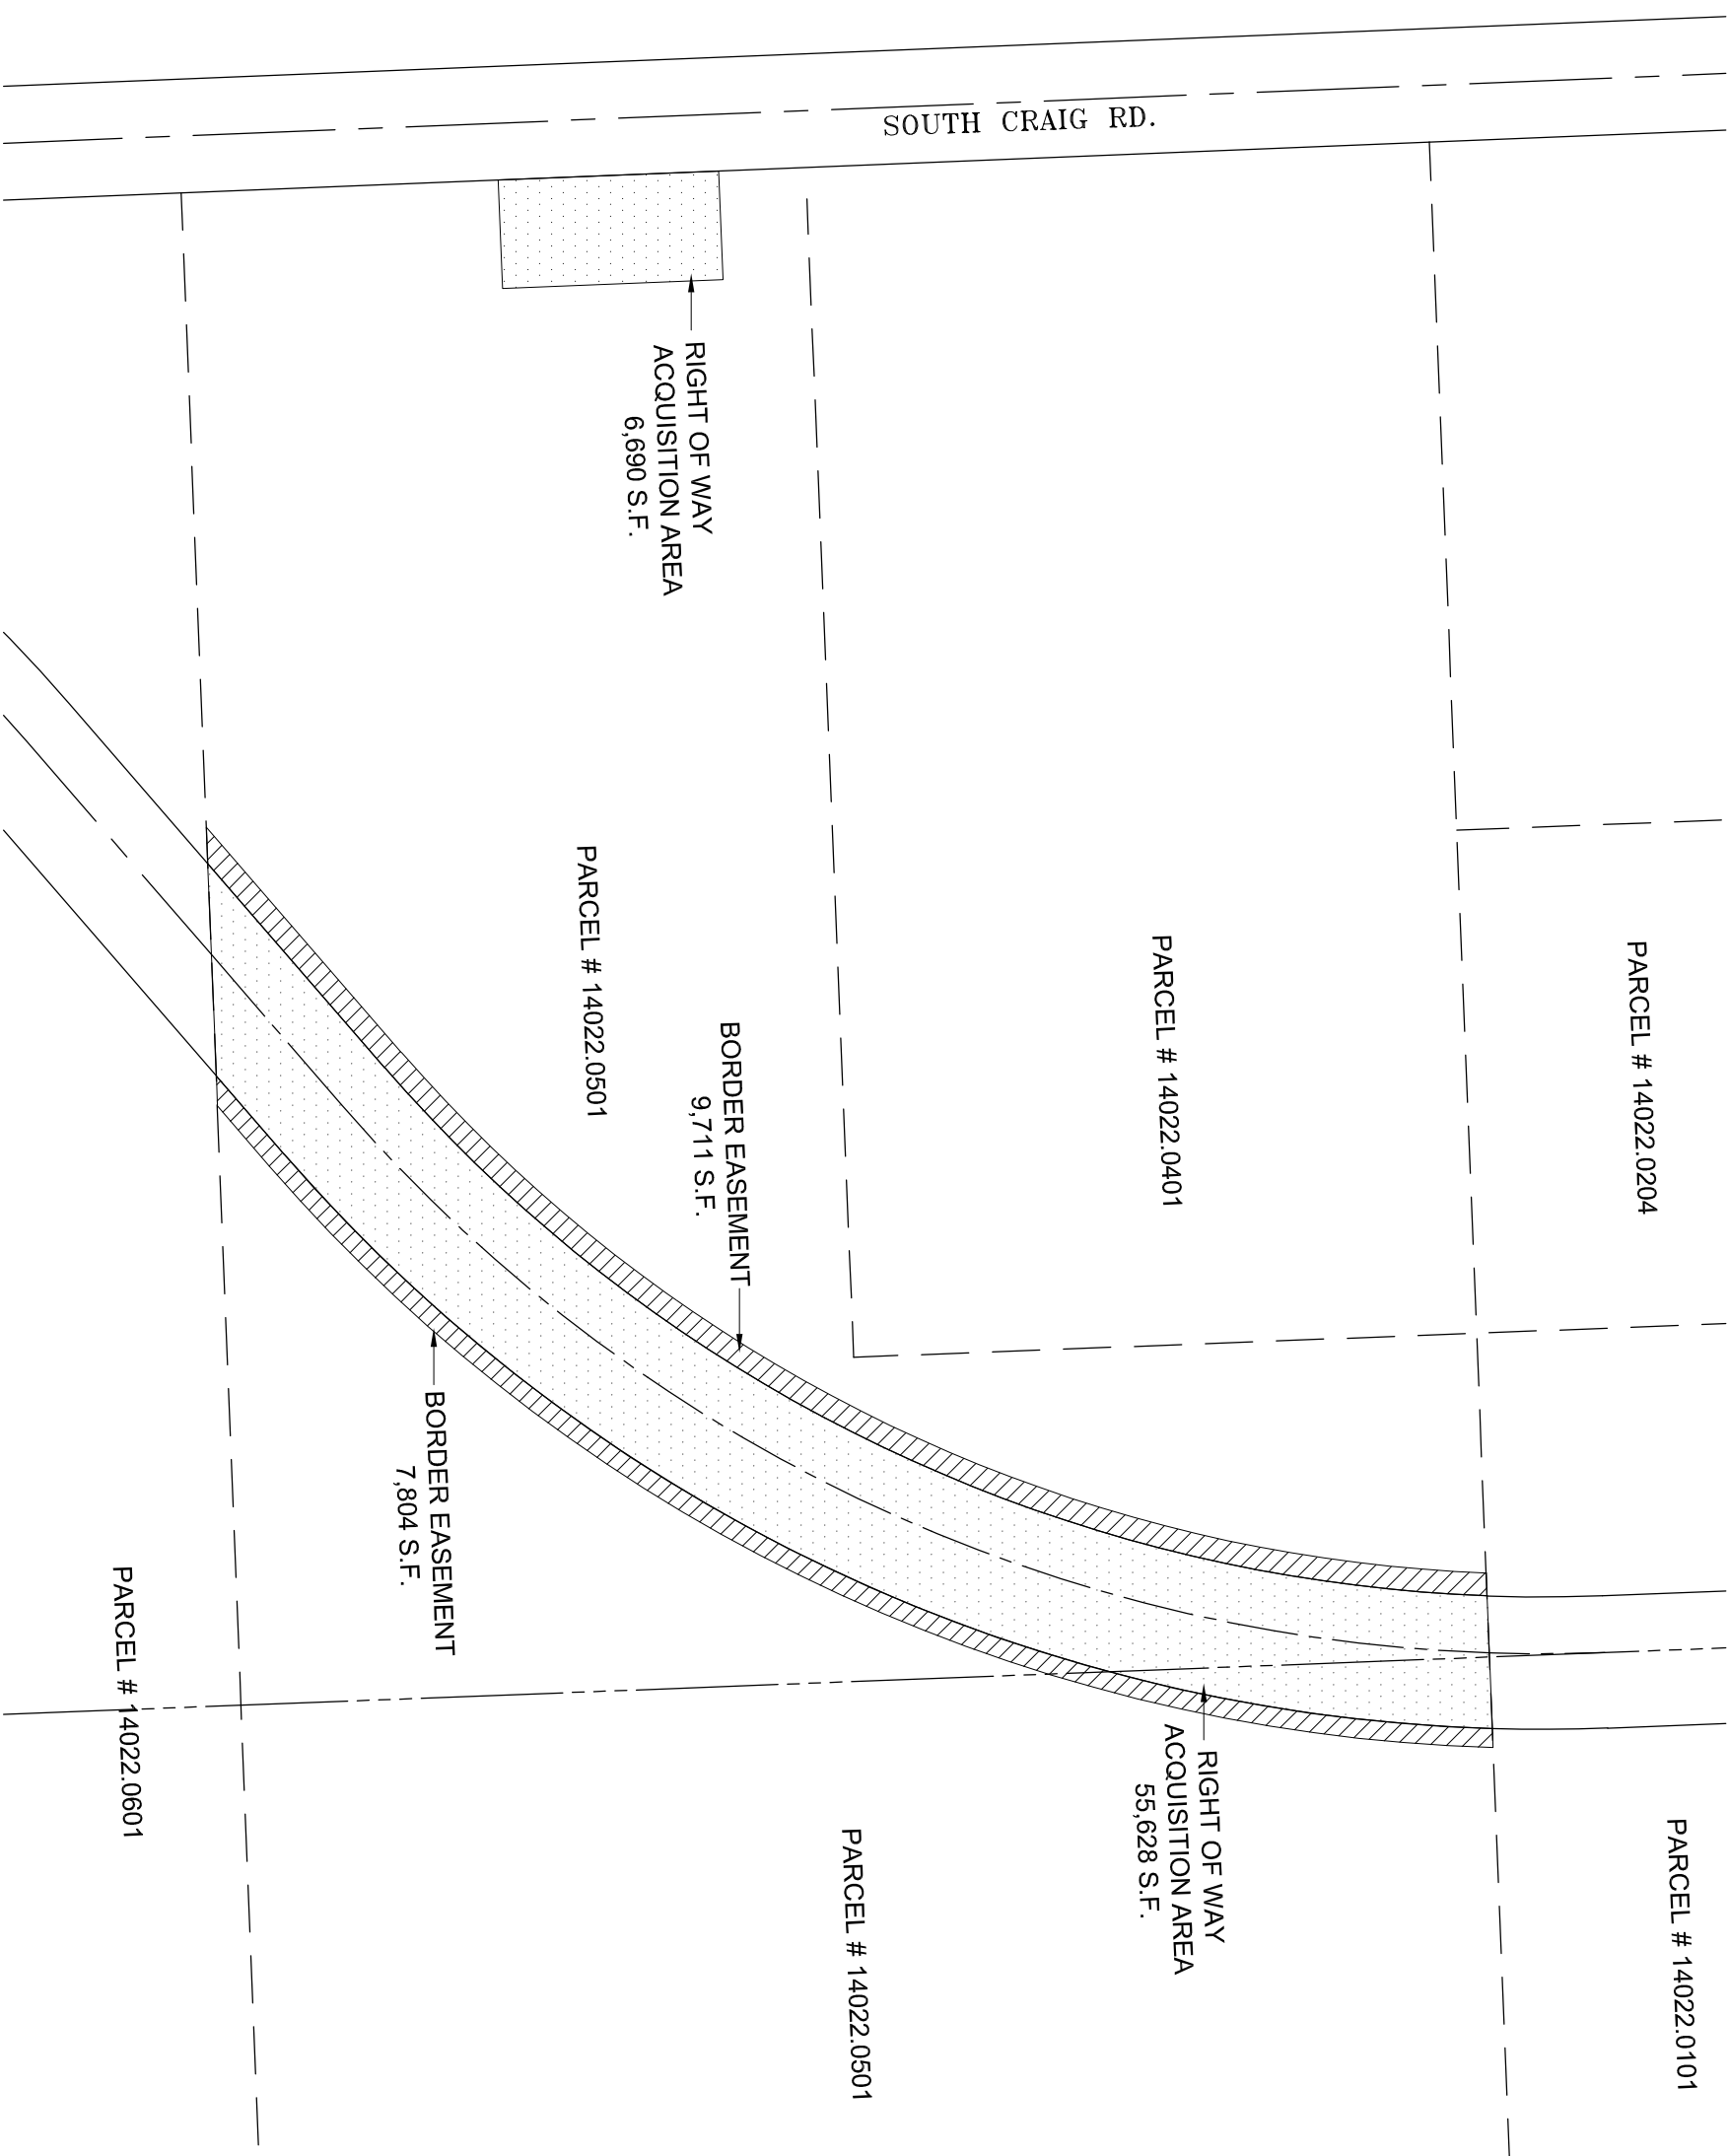 SOUTH CRAIG RD.
RIGHT OF WAY
ACQUISITION AREA
6,690 S.F.
PARCEL # 14022.0501
BORDER EASEMENT
9,711 S.F.
PARCEL # 14022.0401
PARCEL # 14022.0204
BORDER EASEMENT
7,804 S.F.
PARCEL # 14022.0601
RIGHT OF WAY
ACQUISITION AREA
55,628 S.F.
PARCEL # 14022.0501
PARCEL # 14022.0101